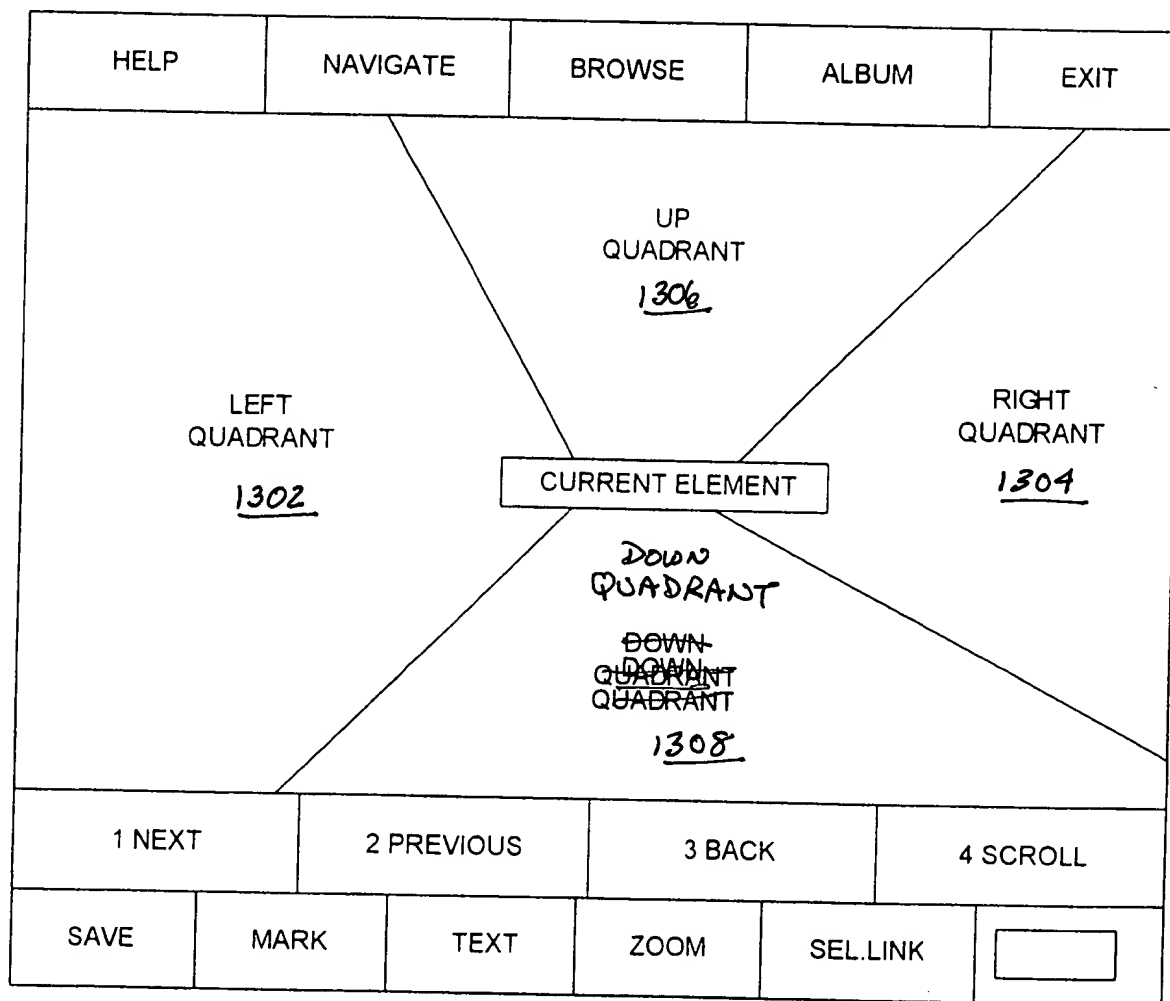 HELP NAVIGATE BROWSE ALBUM EXIT
UP
QUADRANT
1306
LEFT
QUADRANT
1302
RIGHT
QUADRANT
1304
CURRENT ELEMENT
DOWN
QUADRANT
DOWN
DOWN
QUADRANT
QUADRANT
1308
1 NEXT 2 PREVIOUS 3 BACK 4 SCROLL
SAVE MARK TEXT ZOOM SEL.LINK